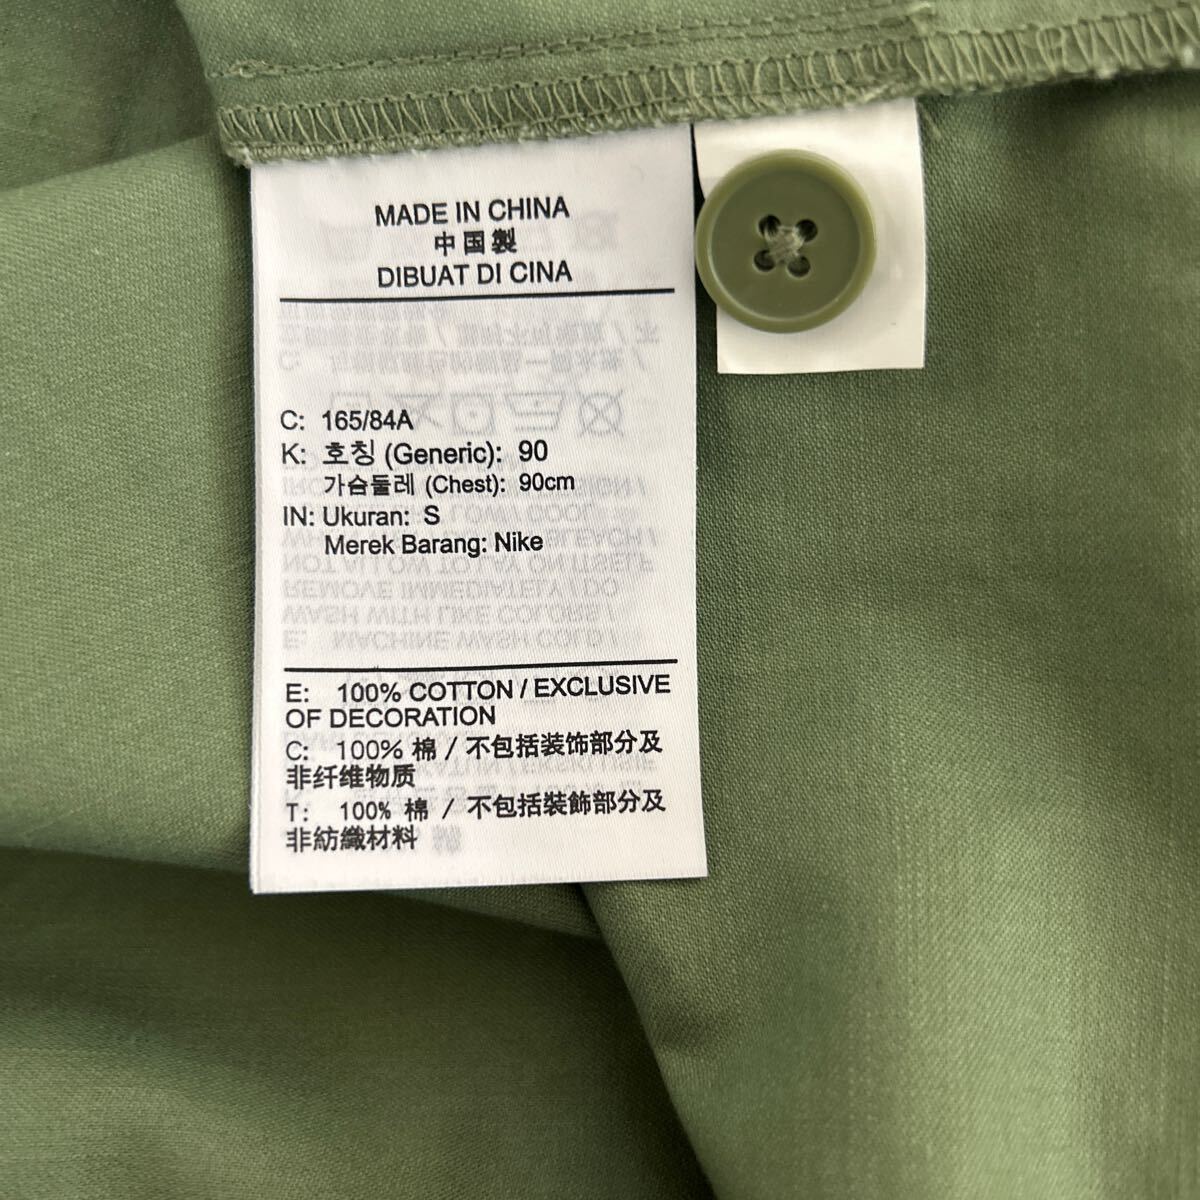 MADE IN CHINA
中国製
DIBUAT DI CINA
C: 165/84A
K: 호칭 (Generic): 90
가슴둘레 (Chest): 90cm
IN: Ukuran: S
Merek Barang: Nike
E: 100% COTTON / EXCLUSIVE
OF DECORATION
C: 100% 棉 / 不包括装饰部分及
非纤维物质
T: 100% 棉 / 不包括裝飾部分及
非紡織材料